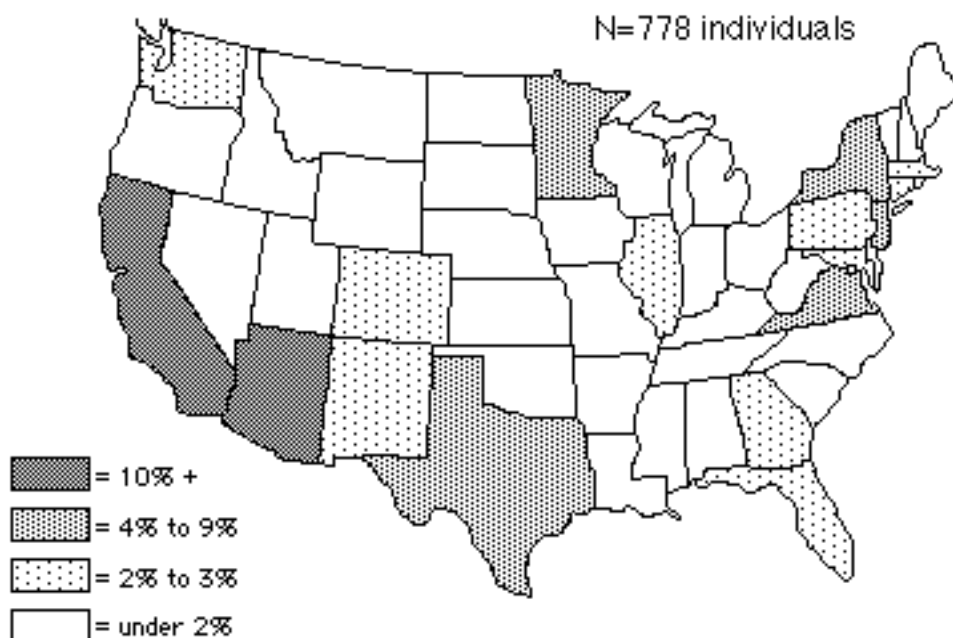 N=778 individuals
= 10% +
= 4% to 9%
= 2% to 3%
= under 2%